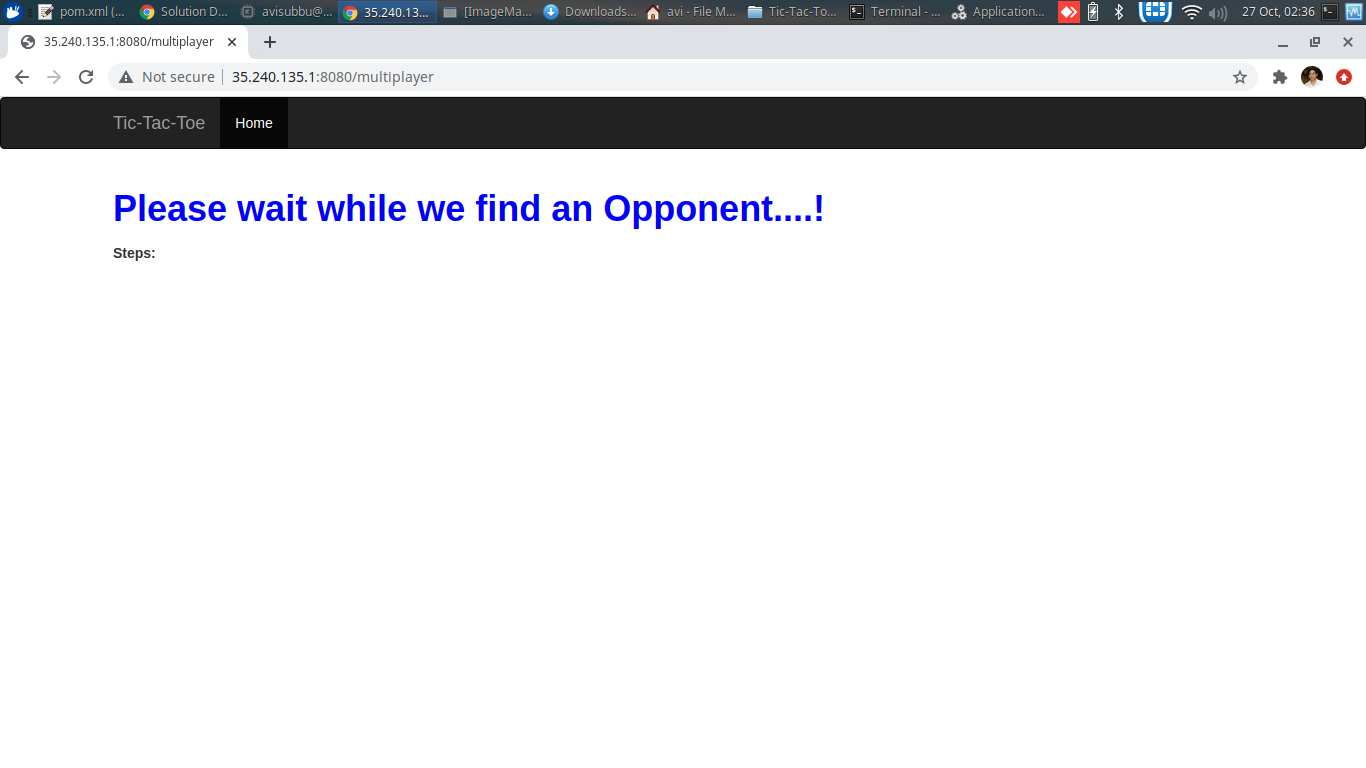 pom.xml (... Solution D... avisubbu@... 35.240.13... [ImageMa... Downloads... avi - File M... Tic-Tac-To... Terminal - ... Application... 27 Oct, 02:36
35.240.135.1:8080/multiplayer
Not secure 35.240.135.1:8080/multiplayer
Tic-Tac-Toe Home
Please wait while we find an Opponent....!
Steps: